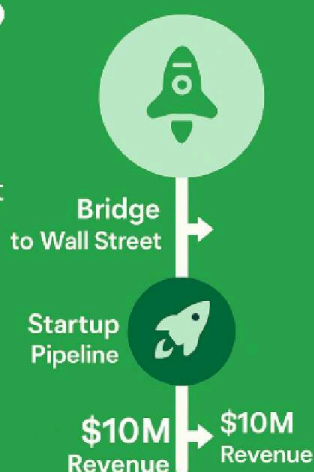 Bridge
to Wall Street
Startup
Pipeline
$10M
Revenue
$10M
Revenue